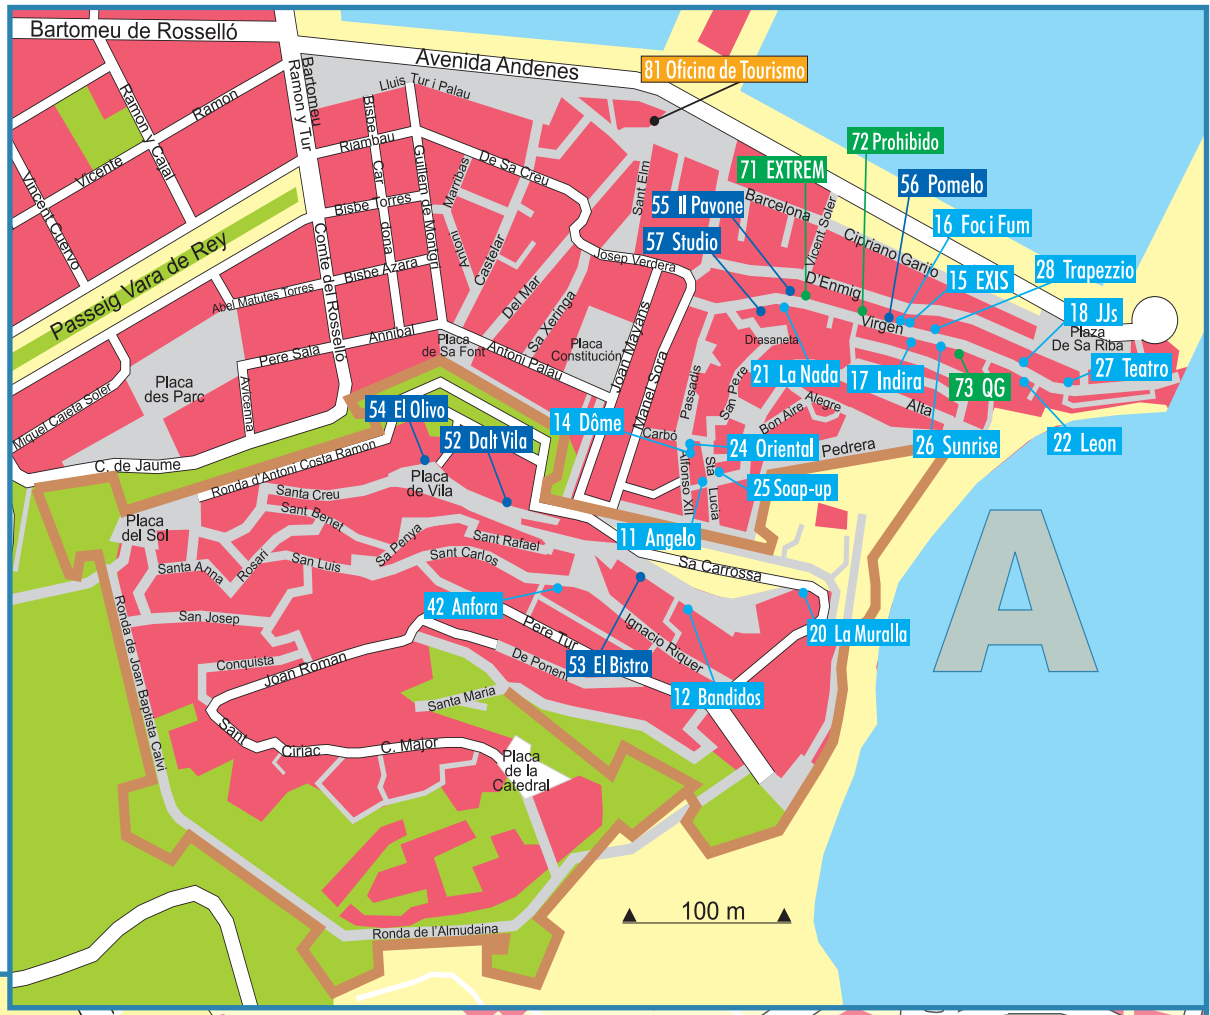 Bartomeu de Rosselló
Avenida Andenes
81 Oficina de Tourismo
Bartomeu
Ramon y Tur
Lluis Tur i Palau
Ramon y Cajal
Ramon
Vicente
Vincent Cuervo
Bisbe
Car
dona
Riambau
Guillem de Montgri
De Sa Creu
Sant Elm
71 EXTREM
72 Prohibido
56 Pomelo
55 Il Pavone
57 Studio
Barcelona
Vicent Soler
Cipriano Garijo
16 Foc i Fum
15 EXIS
28 Trapezzio
18 JJs
Plaza
De Sa Riba
27 Teatro
Marribas
Antoni
Castelar
Bisbe Torres
Bisbe Azara
Comte del Rosselló
Passeig Vara de Rey
Abel Matutes Torres
Annibal
Pere Sala
Avicenna
Placa
des Parc
Miquel Caieta Soler
C. de Jaume
Del Mar
Sa Xeringa
Josep Verdera
D'Enmig
Virgen
Drasaneta
Placa
de Sa Font
Antoni Palau
Placa
Constitución
Joan Mayans
Manel Sora
Passadis
San Pere
21 La Nada
17 Indira
73 QG
Alegre
Bon Aire
Alta
26 Sunrise
22 Leon
54 El Olivo
52 Dalt Vila
14 Dôme
Carbó
24 Oriental
Pedrera
Alfonso XII
Sta Lucia
25 Soap-up
11 Angelo
Ronda d'Antoni Costa Ramon
Placa
de Vila
Santa Creu
Sant Benet
Placa
del Sol
Santa Anna
Rosari
San Luis
Sa Penya
Sant Rafael
Sant Carlos
Sa Carrossa
42 Anfora
20 La Muralla
Ronda de Joan Baptista Calvi
San Josep
Conquista
Joan Roman
Pere Tur
De Ponen
Ignacio Riquer
53 El Bistro
12 Bandidos
Santa Maria
Sant
Ciriac
C. Major
Placa
de la
Catedral
A
100 m
Ronda de l'Almudaina